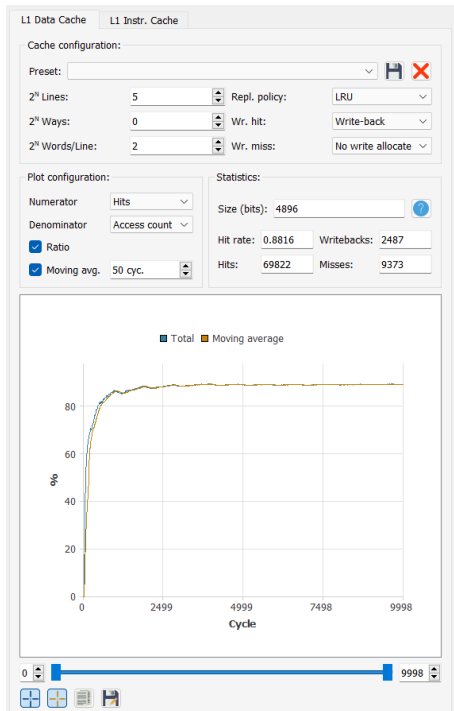 L1 Data Cache L1 Instr. Cache
Cache configuration:
Preset:
2ᴺ Lines: 5 Repl. policy: LRU
2ᴺ Ways: 0 Wr. hit: Write-back
2ᴺ Words/Line: 2 Wr. miss: No write allocate
Plot configuration:
Numerator Hits
Denominator Access count
Ratio
Moving avg. 50 cyc.
Statistics:
Size (bits): 4896 ?
Hit rate: 0.8816 Writebacks: 2487
Hits: 69822 Misses: 9373
Total Moving average
80
60
%
40
20
0
0 2499 4999 7498 9998
Cycle
0 9998